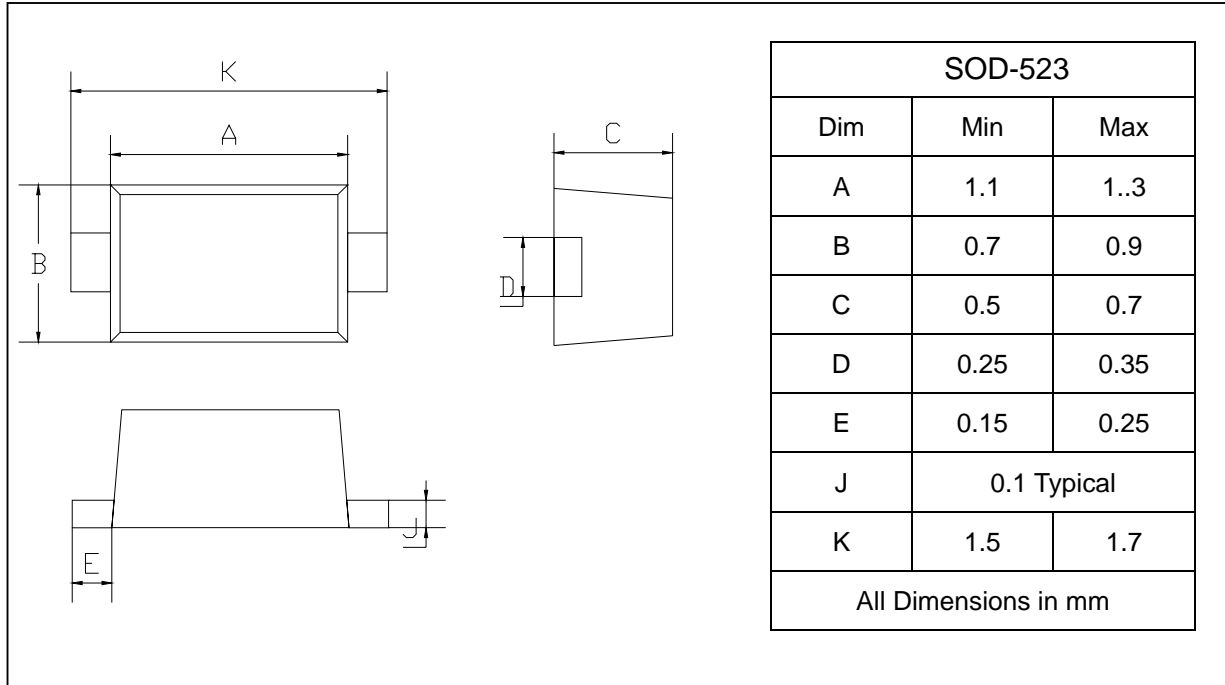 K
A
B
C
D
E
J
SOD-523
Dim Min Max
A 1.1 1..3
B 0.7 0.9
C 0.5 0.7
D 0.25 0.35
E 0.15 0.25
J 0.1 Typical
K 1.5 1.7
All Dimensions in mm